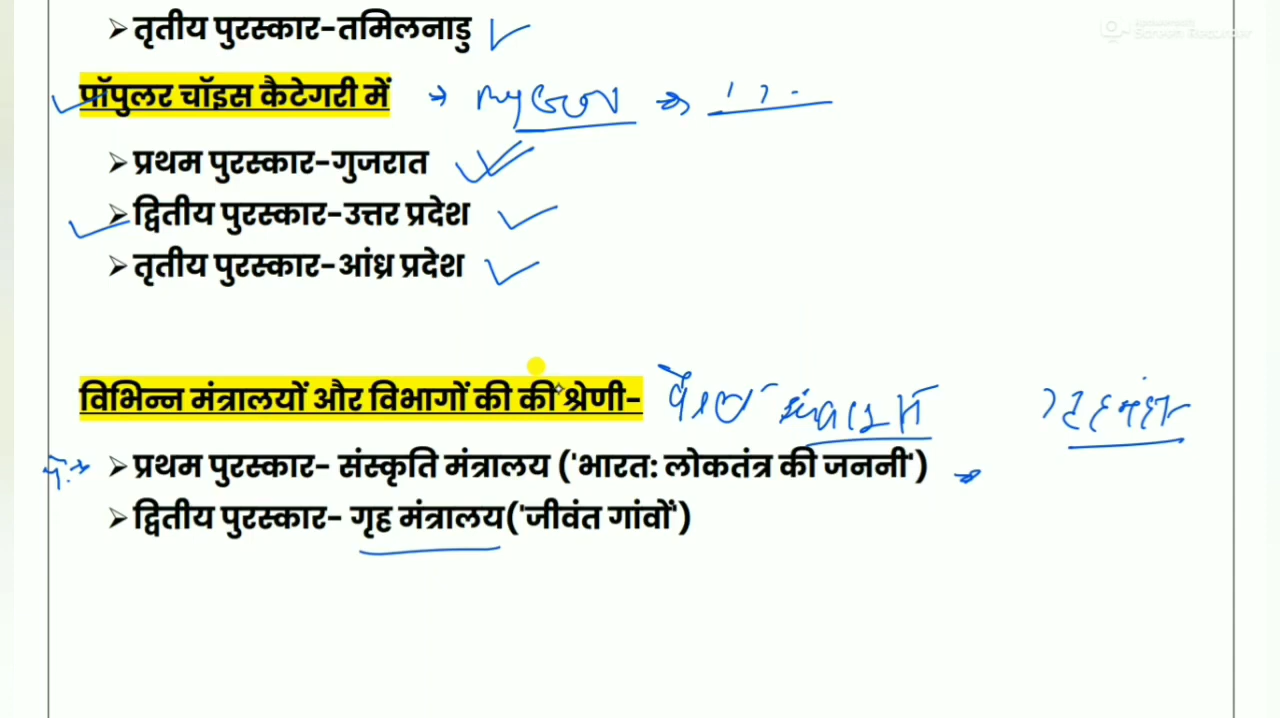 ➢तृतीय पुरस्कार-तमिलनाडु
पॉपुलर चॉइस कैटेगरी में → myGov →
➢प्रथम पुरस्कार-गुजरात
➢द्वितीय पुरस्कार-उत्तर प्रदेश
➢तृतीय पुरस्कार-आंध्र प्रदेश
विभिन्न मंत्रालयों और विभागों की की श्रेणी-
➢प्रथम पुरस्कार- संस्कृति मंत्रालय ('भारत: लोकतंत्र की जननी')
➢द्वितीय पुरस्कार- गृह मंत्रालय('जीवंत गांवों')